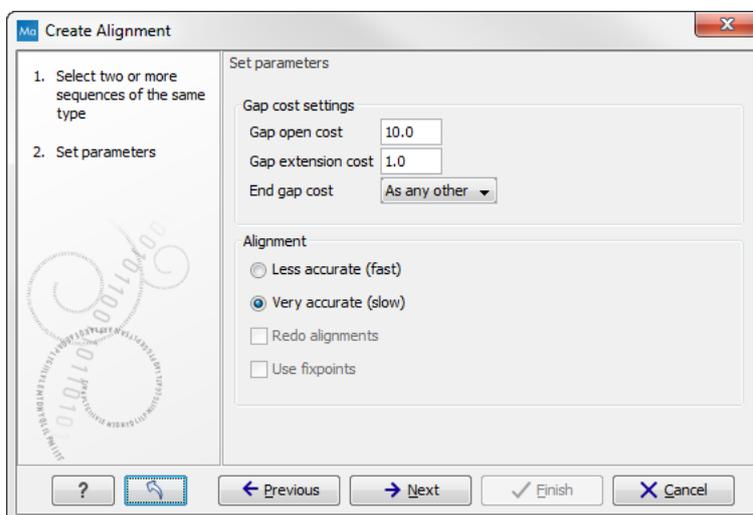 Ma Create Alignment
1. Select two or more
sequences of the same
type
2. Set parameters
Set parameters
Gap cost settings
Gap open cost 10.0
Gap extension cost 1.0
End gap cost As any other
Alignment
Less accurate (fast)
Very accurate (slow)
Redo alignments
Use fixpoints
? Previous Next Finish Cancel